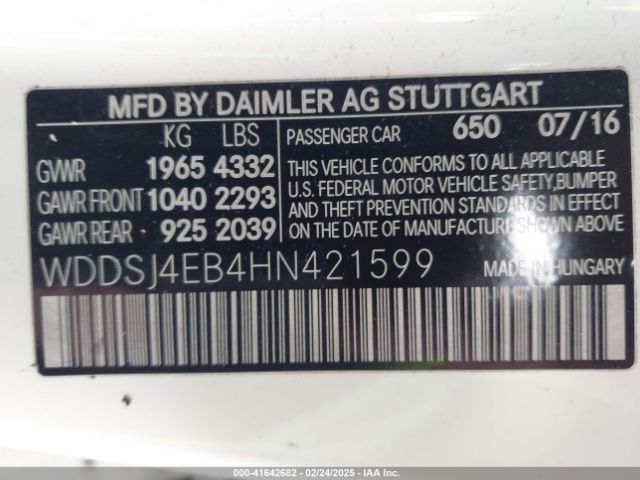 MFD BY DAIMLER AG STUTTGART
KG LBS
GVWR 1965 4332
GAWR FRONT 1040 2293
GAWR REAR 925 2039
PASSENGER CAR 650 07/16
THIS VEHICLE CONFORMS TO ALL APPLICABLE
U.S. FEDERAL MOTOR VEHICLE SAFETY,BUMPER
AND THEFT PREVENTION STANDARDS IN EFFECT
ON THE DATE OF MANUFACTURE SHOWN ABOVE.
WDDSJ4EB4HN421599 MADE IN HUNGARY
000-41642682 - 02/24/2025 - IAA Inc.